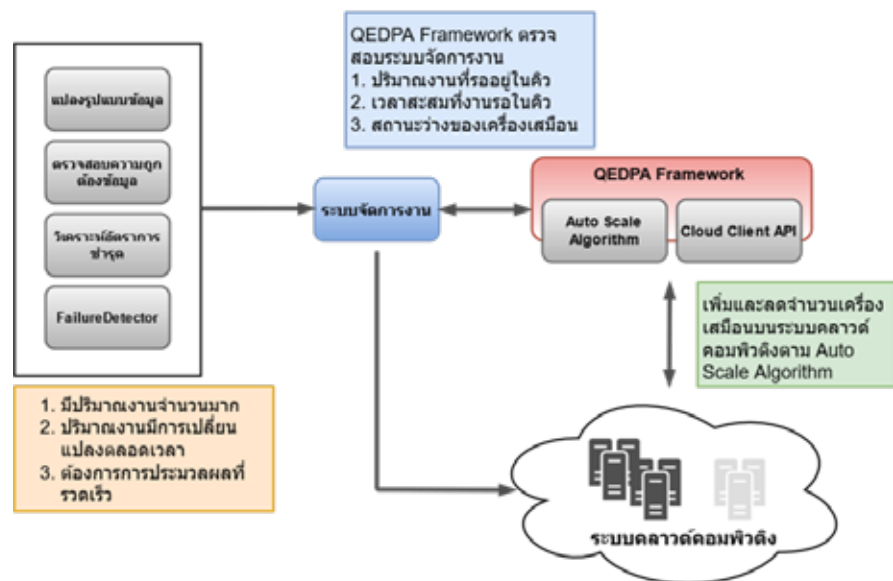 แปลงรูปแบบข้อมูล
ตรวจสอบความถูก
ต้องข้อมูล
วิเคราะห์อัตราการ
ชำรุด
FailureDetector
1. มีปริมาณงานจำนวนมาก
2. ปริมาณงานมีการเปลี่ยน
แปลงตลอดเวลา
3. ต้องการการประมวลผลที่
รวดเร็ว
QEDPA Framework ตรวจ
สอบระบบจัดการงาน
1. ปริมาณงานที่รออยู่ในคิว
2. เวลาสะสมที่งานรอในคิว
3. สถานะว่างของเครื่องเสมือน
ระบบจัดการงาน
QEDPA Framework
Auto Scale
Algorithm
Cloud Client API
เพิ่มและลดจำนวนเครื่อง
เสมือนบนระบบคลาวด์
คอมพิวติงตาม Auto
Scale Algorithm
ระบบคลาวด์คอมพิวติง